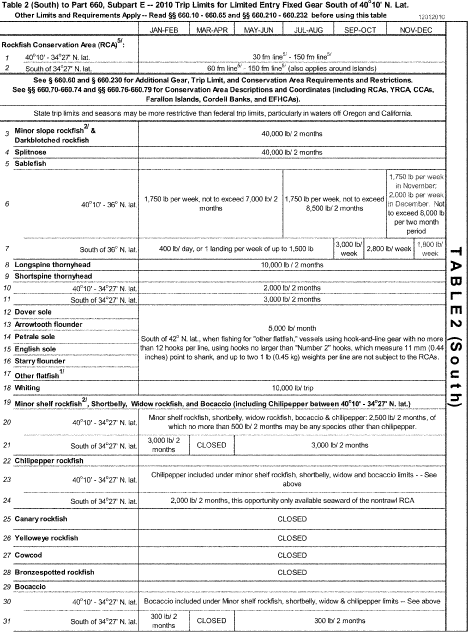 Table 2 (South) to Part 660, Subpart E -- 2010 Trip Limits for Limited Entry Fixed Gear South of 40°10' N. Lat.
Other Limits and Requirements Apply -- Read §§ 660.10 - 660.65 and §§ 660.210 - 660.232 before using this table 12012010
JAN-FEB MAR-APR MAY-JUN JUL-AUG SEP-OCT NOV-DEC
Rockfish Conservation Area (RCA)5/:
1 40°10' - 34°27' N. lat. 30 fm line5/ - 150 fm line5/
2 South of 34°27' N. lat. 60 fm line5/ - 150 fm line5/ (also applies around islands)
See § 660.60 and § 660.230 for Additional Gear, Trip Limit, and Conservation Area Requirements and Restrictions.
See §§ 660.70-660.74 and §§ 660.76-660.79 for Conservation Area Descriptions and Coordinates (including RCAs, YRCA, CCAs,
Farallon Islands, Cordell Banks, and EFHCAs).
State trip limits and seasons may be more restrictive than federal trip limits, particularly in waters off Oregon and California.
3 Minor slope rockfish2/ &
Darkblotched rockfish
40,000 lb/ 2 months
4 Splitnose 40,000 lb/ 2 months
5 Sablefish
6 40°10' - 36° N. lat.
1,750 lb per week, not to exceed 7,000 lb/ 2
months
1,750 lb per week, not to exceed
8,500 lb/ 2 months
1,750 lb per week
in November;
2,000 lb per week
in December. Not
to exceed 8,000 lb
per two month
period
7 South of 36° N. lat. 400 lb/ day, or 1 landing per week of up to 1,500 lb
3,000 lb/
week
2,800 lb/ week
1,800 lb/
week
8 Longspine thornyhead 10,000 lb / 2 months
9 Shortspine thornyhead
10 40°10' - 34°27' N. lat. 2,000 lb/ 2 months
11 South of 34°27' N. lat. 3,000 lb/ 2 months
12 Dover sole
13 Arrowtooth flounder
14 Petrale sole
15 English sole
16 Starry flounder
17 Other flatfish1/
5,000 lb/ month
South of 42° N. lat., when fishing for "other flatfish," vessels using hook-and-line gear with no more
than 12 hooks per line, using hooks no larger than "Number 2" hooks, which measure 11 mm (0.44
inches) point to shank, and up to two 1 lb (0.45 kg) weights per line are not subject to the RCAs.
18 Whiting 10,000 lb/ trip
19 Minor shelf rockfish2/, Shortbelly, Widow rockfish, and Bocaccio (including Chilipepper between 40°10' - 34°27' N. lat.)
20 40°10' - 34°27' N. lat.
Minor shelf rockfish, shortbelly, widow rockfish, bocaccio & chilipepper: 2,500 lb/ 2 months, of
which no more than 500 lb/ 2 months may be any species other than chilipepper.
21 South of 34°27' N. lat.
3,000 lb/ 2
months
CLOSED 3,000 lb/ 2 months
22 Chilipepper rockfish
23 40°10' - 34°27' N. lat.
Chilipepper included under minor shelf rockfish, shortbelly, widow and bocaccio limits - - See
above
24 South of 34°27' N. lat. 2,000 lb/ 2 months, this opportunity only available seaward of the nontrawl RCA
25 Canary rockfish CLOSED
26 Yelloweye rockfish CLOSED
27 Cowcod CLOSED
28 Bronzespotted rockfish CLOSED
29 Bocaccio
30 40°10' - 34°27' N. lat. Bocaccio included under Minor shelf rockfish, shortbelly, widow & chilipepper limits -- See above
31 South of 34°27' N. lat.
300 lb/ 2
months
CLOSED 300 lb/ 2 months
TABLE 2 (South)